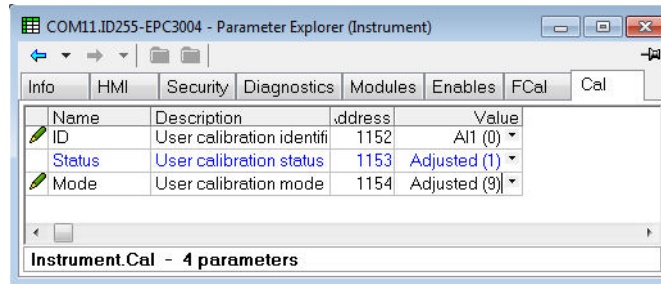 COM11.ID255-EPC3004 - Parameter Explorer (Instrument)
Info HMI Security Diagnostics Modules Enables FCal Cal
Name Description ddress Value
ID User calibration identifi 1152 AI1 (0)
Status User calibration status 1153 Adjusted (1)
Mode User calibration mode 1154 Adjusted (9)
Instrument.Cal - 4 parameters